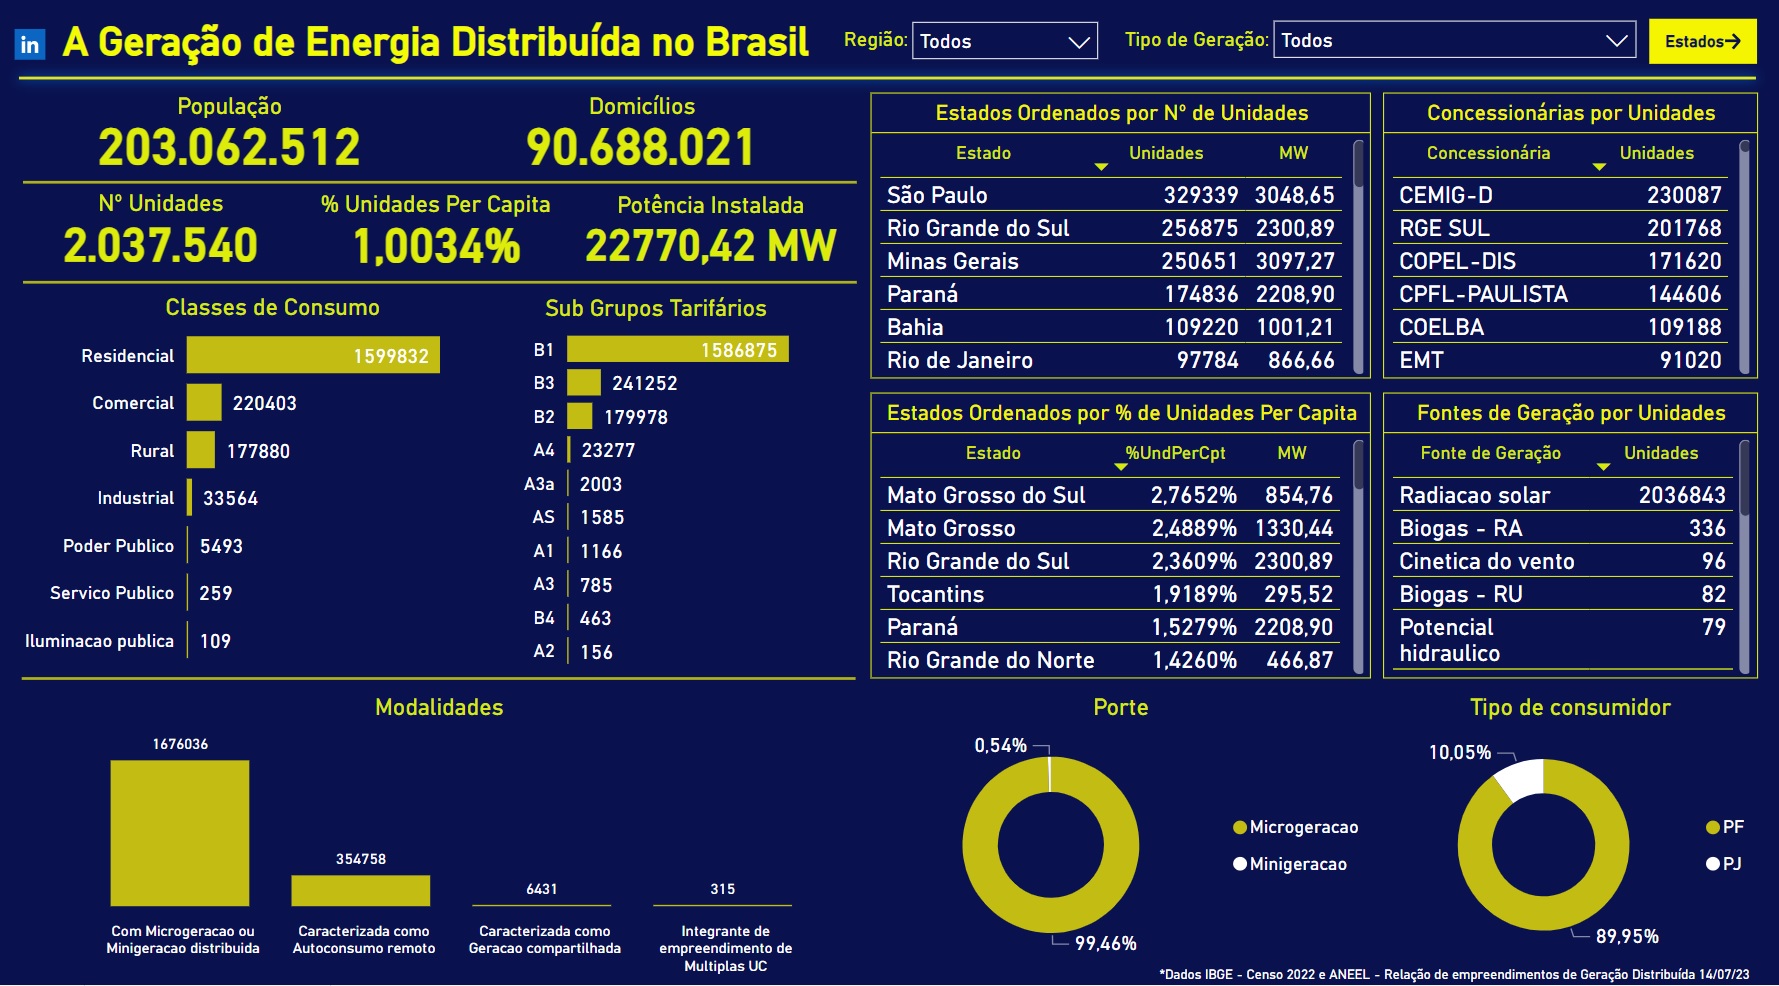 in
A Geração de Energia Distribuída no Brasil
Região: Todos
Tipo de Geração: Todos
Estados→
População
203.062.512
Domicílios
90.688.021
Nº Unidades
2.037.540
% Unidades Per Capita
1,0034%
Potência Instalada
22770,42 MW
Classes de Consumo
Residencial 1599832
Comercial 220403
Rural 177880
Industrial 33564
Poder Publico 5493
Servico Publico 259
Iluminacao publica 109
Sub Grupos Tarifários
B1 1586875
B3 241252
B2 179978
A4 23277
A3a 2003
AS 1585
A1 1166
A3 785
B4 463
A2 156
Estados Ordenados por Nº de Unidades
Estado Unidades MW
São Paulo 329339 3048,65
Rio Grande do Sul 256875 2300,89
Minas Gerais 250651 3097,27
Paraná 174836 2208,90
Bahia 109220 1001,21
Rio de Janeiro 97784 866,66
Concessionárias por Unidades
Concessionária Unidades
CEMIG-D 230087
RGE SUL 201768
COPEL-DIS 171620
CPFL-PAULISTA 144606
COELBA 109188
EMT 91020
Estados Ordenados por % de Unidades Per Capita
Estado %UndPerCpt MW
Mato Grosso do Sul 2,7652% 854,76
Mato Grosso 2,4889% 1330,44
Rio Grande do Sul 2,3609% 2300,89
Tocantins 1,9189% 295,52
Paraná 1,5279% 2208,90
Rio Grande do Norte 1,4260% 466,87
Fontes de Geração por Unidades
Fonte de Geração Unidades
Radiacao solar 2036843
Biogas - RA 336
Cinetica do vento 96
Biogas - RU 82
Potencial 79
hidraulico
Modalidades
1676036
Com Microgeracao ou
Minigeracao distribuida
354758
Caracterizada como
Autoconsumo remoto
6431
Caracterizada como
Geracao compartilhada
315
Integrante de
empreendimento de
Multiplas UC
Porte
0,54%
99,46%
Microgeracao
Minigeracao
Tipo de consumidor
10,05%
89,95%
PF
PJ
*Dados IBGE - Censo 2022 e ANEEL - Relação de empreendimentos de Geração Distribuída 14/07/23